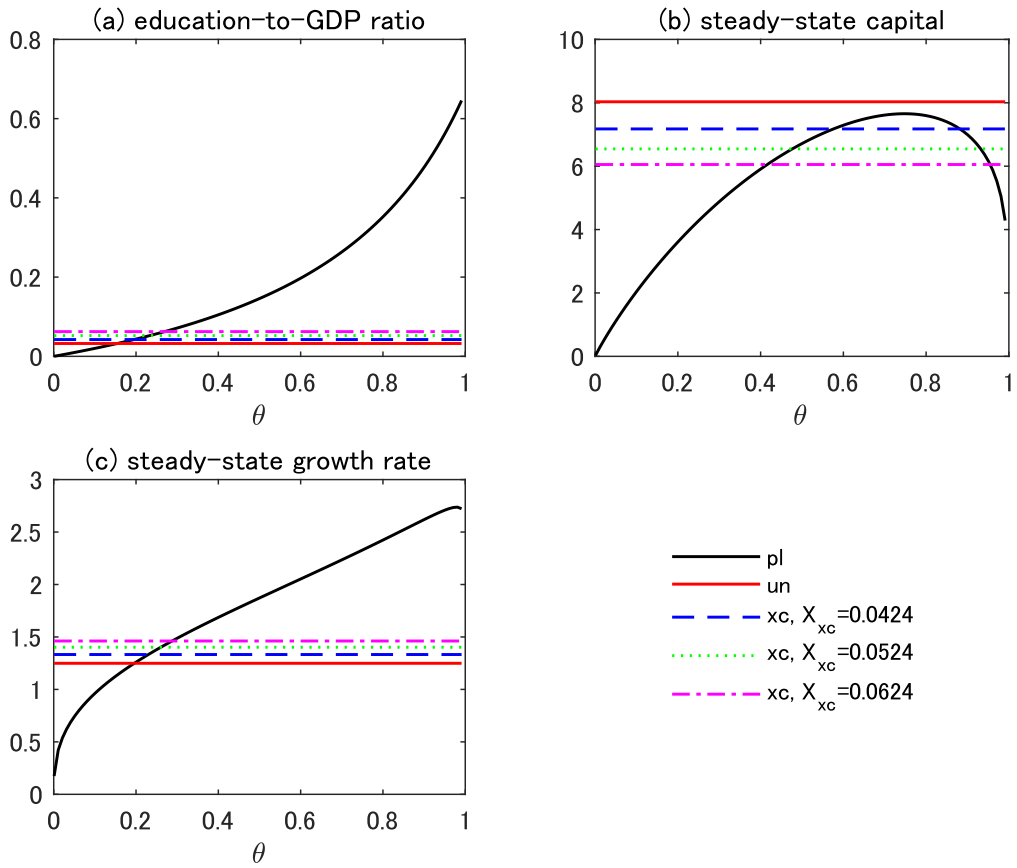 (a) education-to-GDP ratio
0.8
0.6
0.4
0.2
0
0 0.2 0.4 0.6 0.8 1
θ
(b) steady-state capital
10
8
6
4
2
0
0 0.2 0.4 0.6 0.8 1
θ
(c) steady-state growth rate
3
2.5
2
1.5
1
0.5
0
0 0.2 0.4 0.6 0.8 1
θ
pl
un
xc, X_xc=0.0424
xc, X_xc=0.0524
xc, X_xc=0.0624